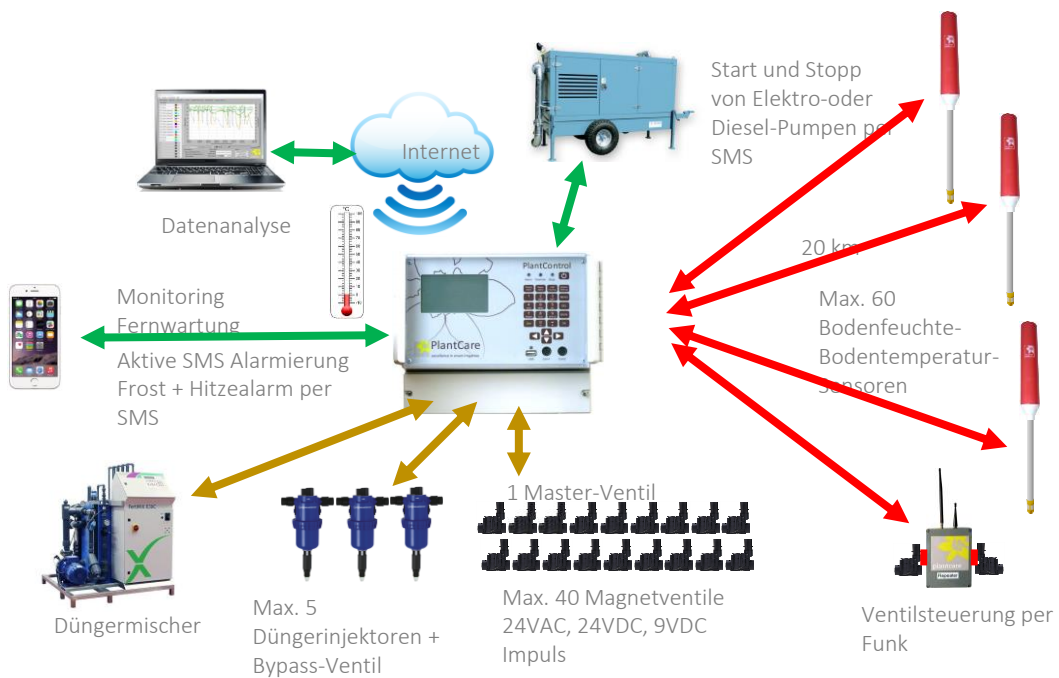 Start und Stopp
von Elektro-oder
Diesel-Pumpen per
SMS
Internet
Datenanalyse
°C
20 km
PlantControl
Monitoring
Fernwartung
Aktive SMS Alarmierung
Frost + Hitzealarm per
SMS
PlantCare
Max. 60
Bodenfeuchte-
Bodentemperatur-
Sensoren
1 Master-Ventil
plantcare
Repeater
Düngermischer
Max. 5
Düngerinjektoren +
Bypass-Ventil
Max. 40 Magnetventile
24VAC, 24VDC, 9VDC
Impuls
Ventilsteuerung per
Funk